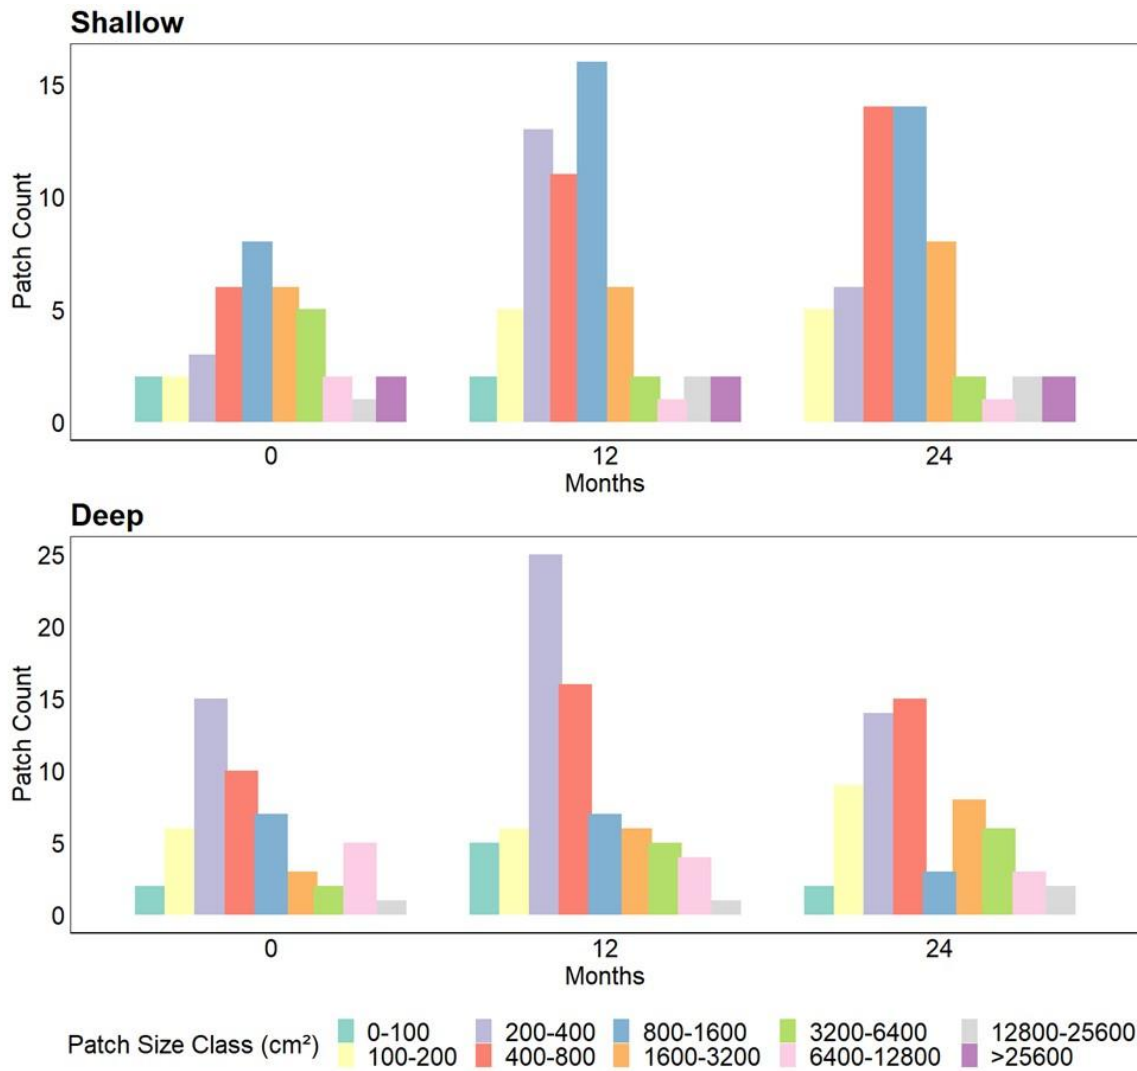 Shallow
15
10
5
0
Patch Count
0 12 24
Months
Deep
25
20
15
10
5
0
Patch Count
0 12 24
Months
Patch Size Class (cm²)
0-100 200-400 800-1600 3200-6400 12800-25600
100-200 400-800 1600-3200 6400-12800 >25600